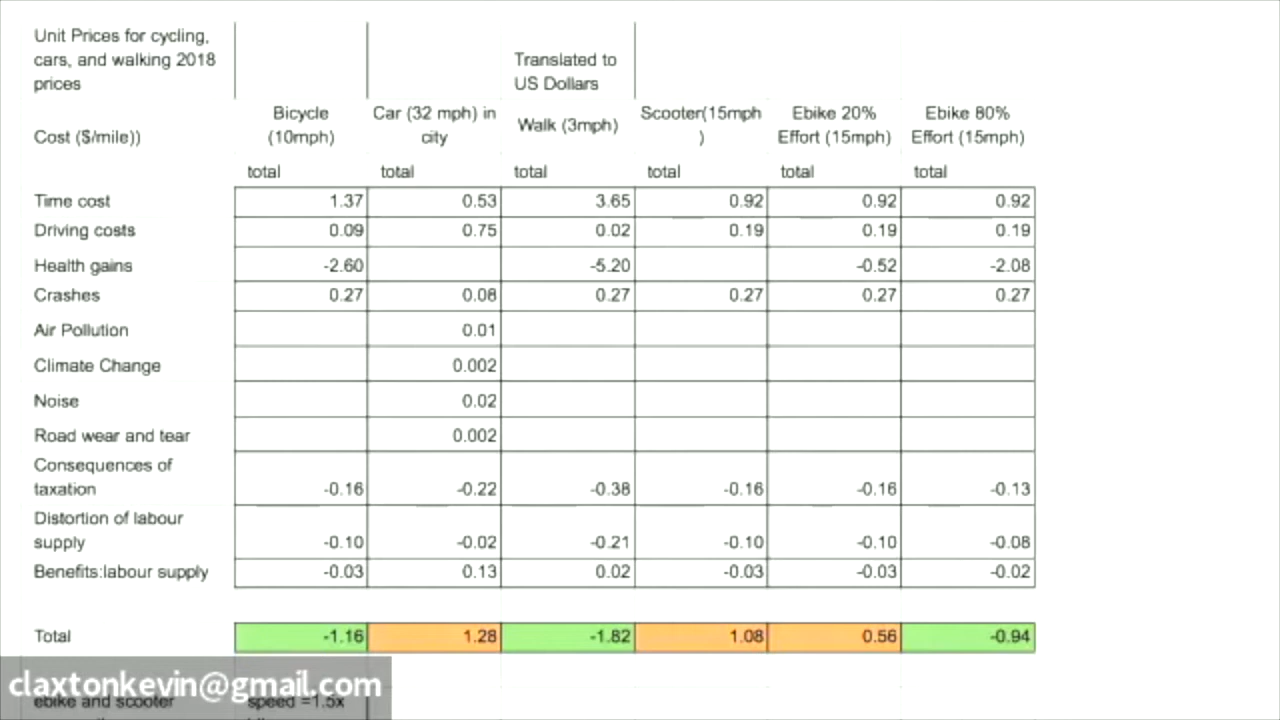 Unit Prices for cycling,
cars, and walking 2018
prices
Translated to
US Dollars
Cost ($/mile))
Bicycle
(10mph)
Car (32 mph) in
city
Walk (3mph)
Scooter(15mph
)
Ebike 20%
Effort (15mph)
Ebike 80%
Effort (15mph)
total total total total total total
Time cost 1.37 0.53 3.65 0.92 0.92 0.92
Driving costs 0.09 0.75 0.02 0.19 0.19 0.19
Health gains -2.60 -5.20 -0.52 -2.08
Crashes 0.27 0.08 0.27 0.27 0.27 0.27
Air Pollution 0.01
Climate Change 0.002
Noise 0.02
Road wear and tear 0.002
Consequences of
taxation -0.16 -0.22 -0.38 -0.16 -0.16 -0.13
Distortion of labour
supply -0.10 -0.02 -0.21 -0.10 -0.10 -0.08
Benefits:labour supply -0.03 0.13 0.02 -0.03 -0.03 -0.02
Total -1.16 1.28 -1.82 1.08 0.56 -0.94
claxtonkevin@gmail.com
ebike and scooter speed =1.5x